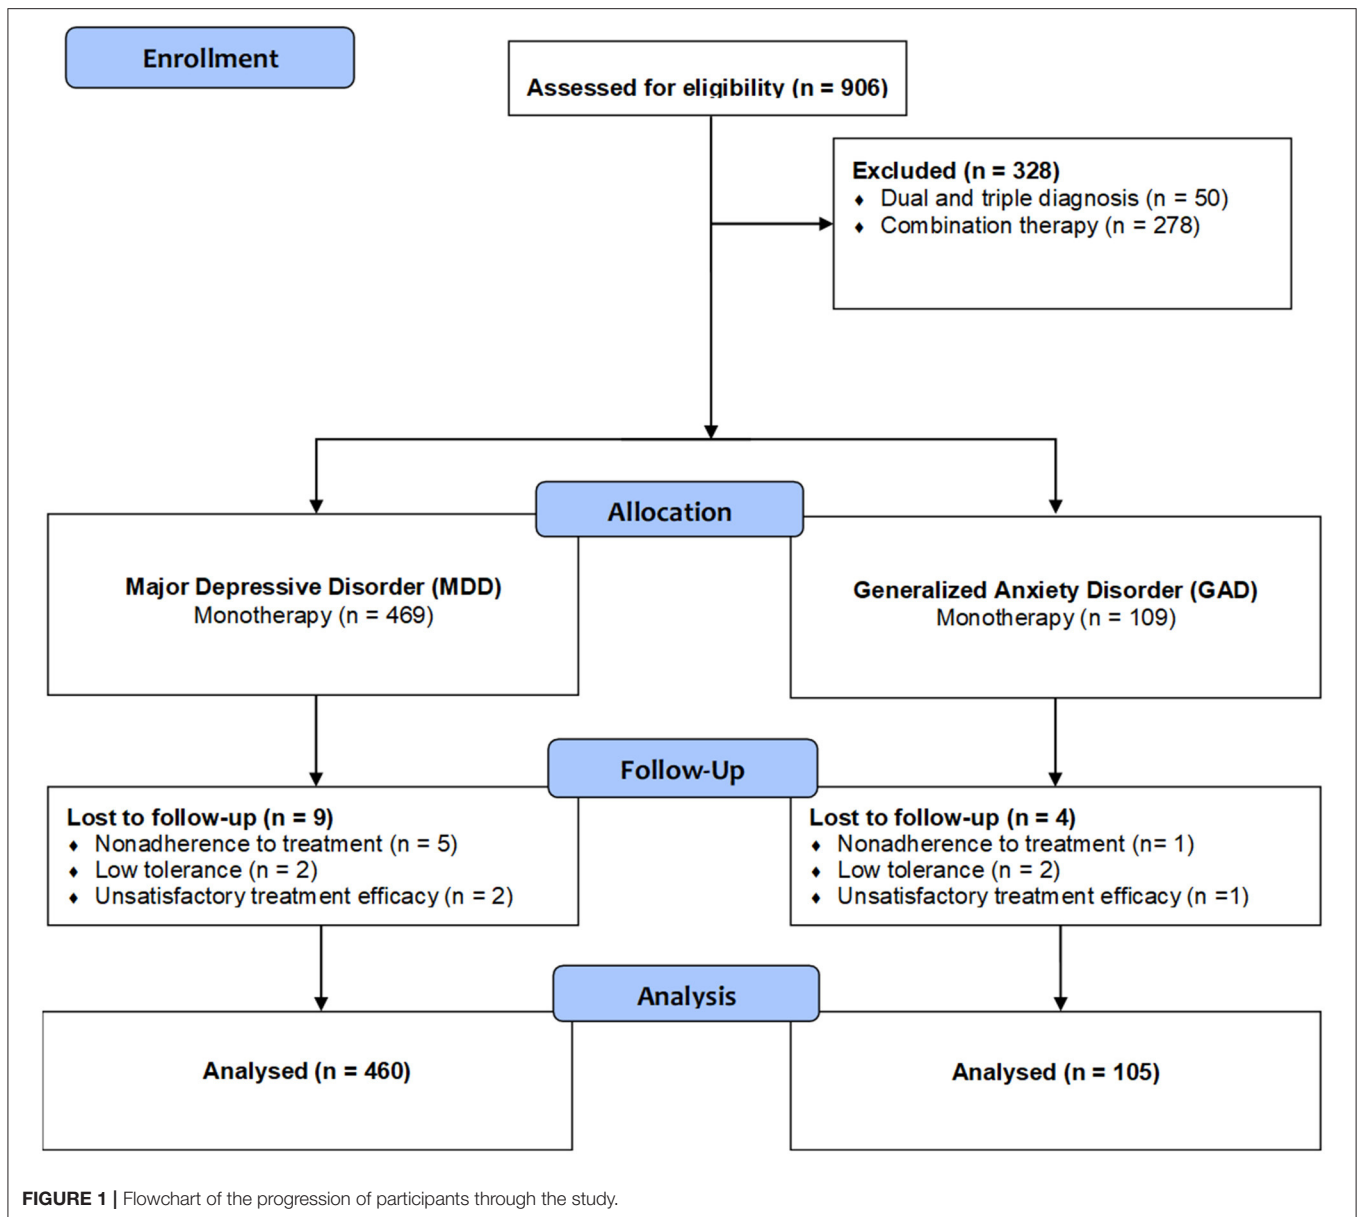 Enrollment
Assessed for eligibility (n = 906)
Excluded (n = 328)
♦ Dual and triple diagnosis (n = 50)
♦ Combination therapy (n = 278)
Allocation
Major Depressive Disorder (MDD)
Monotherapy (n = 469)
Generalized Anxiety Disorder (GAD)
Monotherapy (n = 109)
Follow-Up
Lost to follow-up (n = 9)
♦ Nonadherence to treatment (n = 5)
♦ Low tolerance (n = 2)
♦ Unsatisfactory treatment efficacy (n = 2)
Lost to follow-up (n = 4)
♦ Nonadherence to treatment (n= 1)
♦ Low tolerance (n = 2)
♦ Unsatisfactory treatment efficacy (n =1)
Analysis
Analysed (n = 460)
Analysed (n = 105)
FIGURE 1 | Flowchart of the progression of participants through the study.